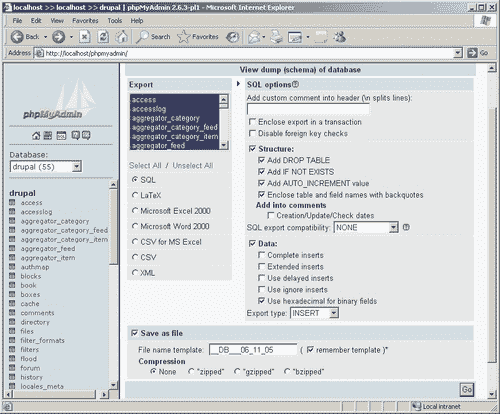 localhost >> localhost >> drupal | phpMyAdmin 2.6.3-pl1 - Microsoft Internet Explorer
File Edit View Favorites Tools Help
Back Search Favorites
Address http://localhost/phpmyadmin/ Go
phpMyAdmin
Database:
drupal (55)
drupal
access
accesslog
aggregator_category
aggregator_category_feed
aggregator_category_item
aggregator_feed
aggregator_item
authmap
blocks
book
boxes
cache
comments
directory
files
filter_formats
filters
flood
forum
history
locales_meta
View dump (schema) of database
Export
access
accesslog
aggregator_category
aggregator_category_feed
aggregator_category_item
aggregator_feed
Select All / Unselect All
SQL
LaTeX
Microsoft Excel 2000
Microsoft Word 2000
CSV for MS Excel
CSV
XML
SQL options
Add custom comment into header (\n splits lines):
Enclose export in a transaction
Disable foreign key checks
Structure:
Add DROP TABLE
Add IF NOT EXISTS
Add AUTO_INCREMENT value
Enclose table and field names with backquotes
Add into comments
Creation/Update/Check dates
SQL export compatibility: NONE
Data:
Complete inserts
Extended inserts
Use delayed inserts
Use ignore inserts
Use hexadecimal for binary fields
Export type: INSERT
Save as file
File name template: __DB___06_11_05 ( remember template )*
Compression
None "zipped" "gzipped" "bzipped"
Go
Local intranet